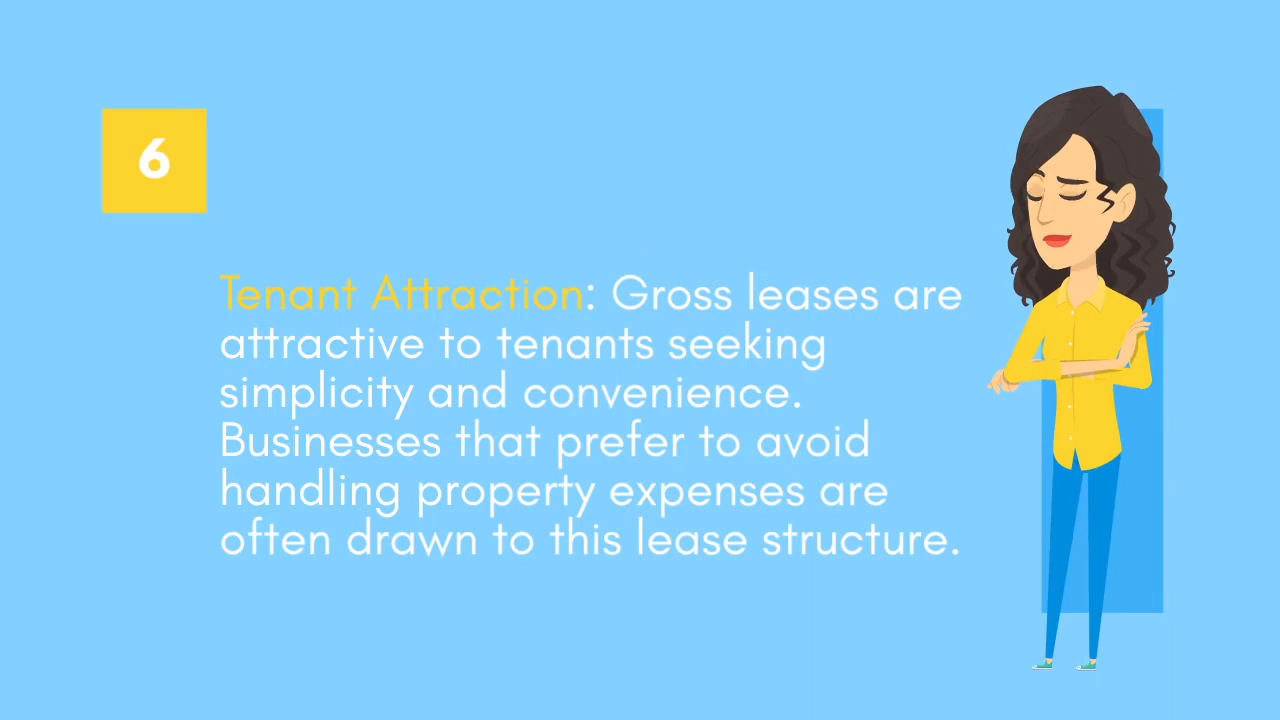 6
Tenant Attraction: Gross leases are
attractive to tenants seeking
simplicity and convenience.
Businesses that prefer to avoid
handling property expenses are
often drawn to this lease structure.